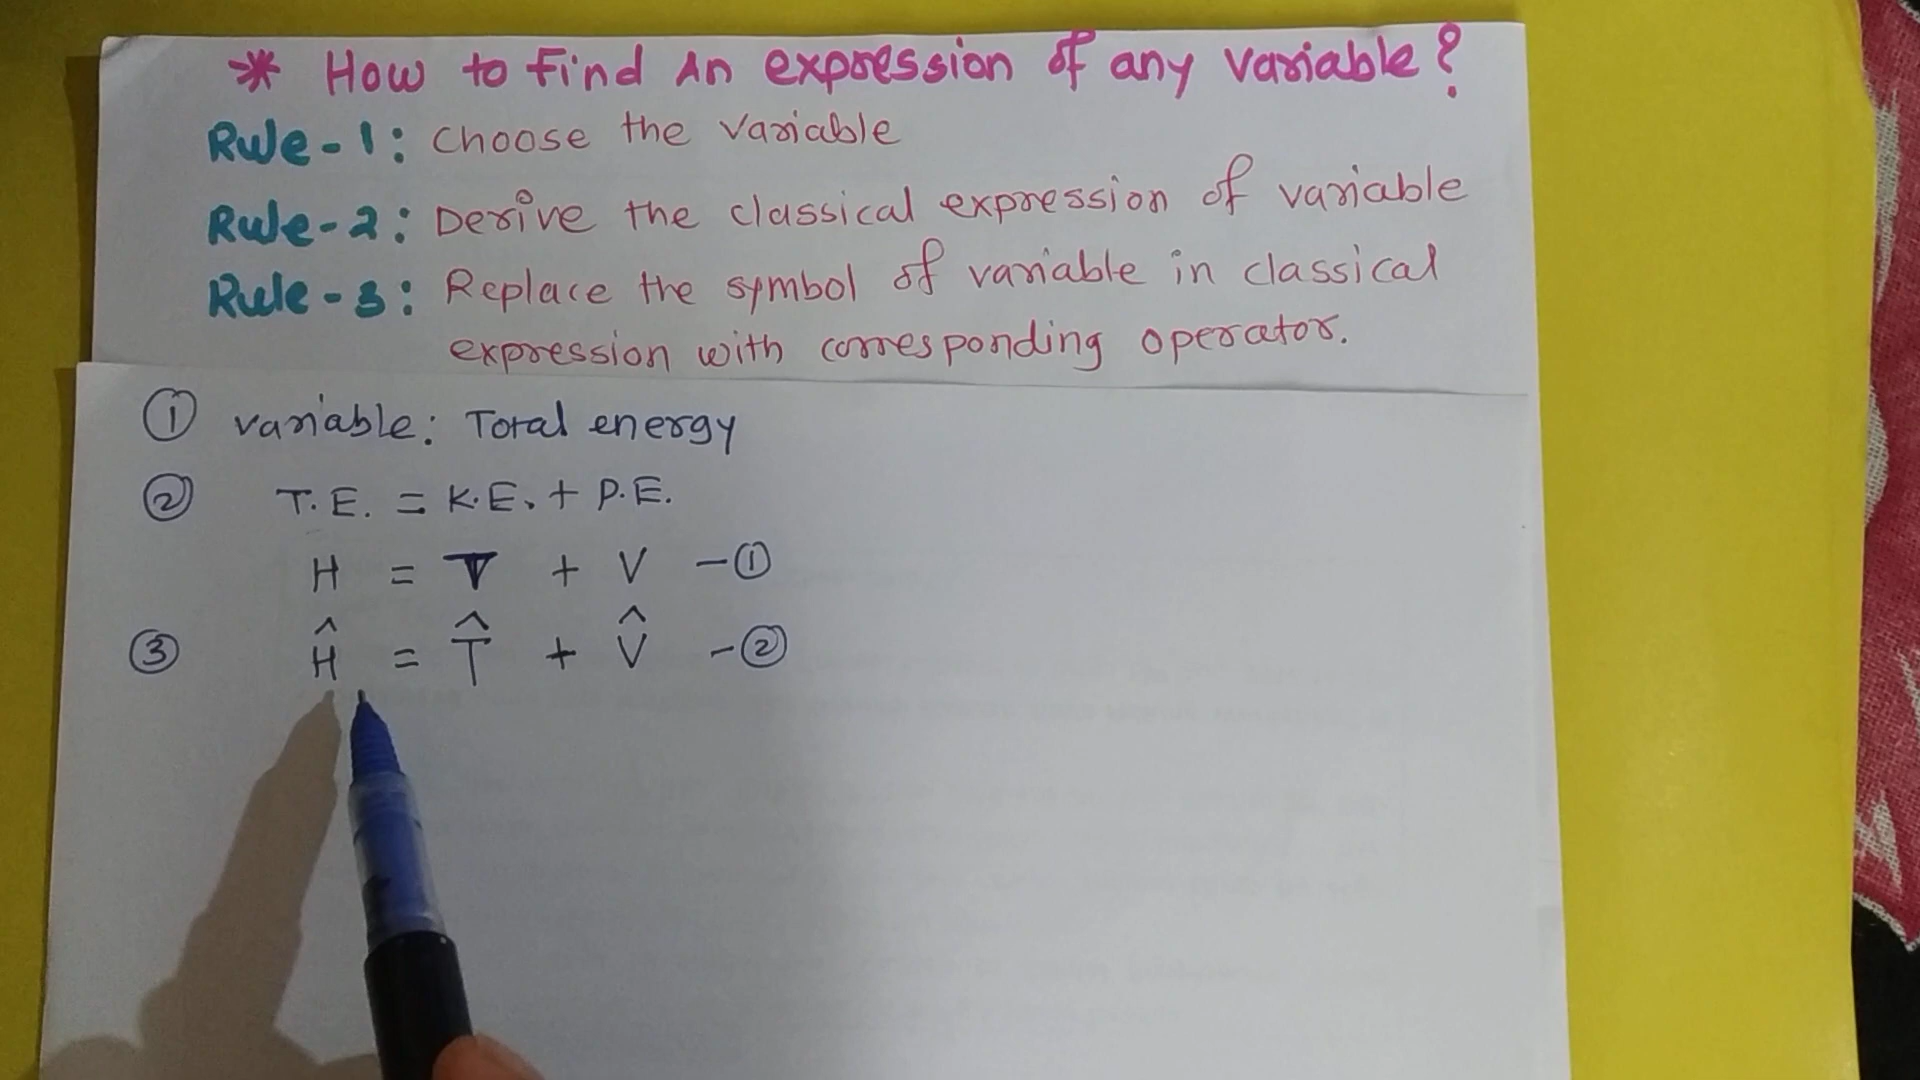 * How to Find An expression of any variable?
Rule-1: Choose the Variable
Rule-2: Derive the classical expression of variable
Rule-3: Replace the symbol of variable in classical
expression with corresponding operator.
① variable: Total energy
② T.E. = K.E. + P.E.
H = T + V -①
③ Ĥ = T̂ + V̂ -②